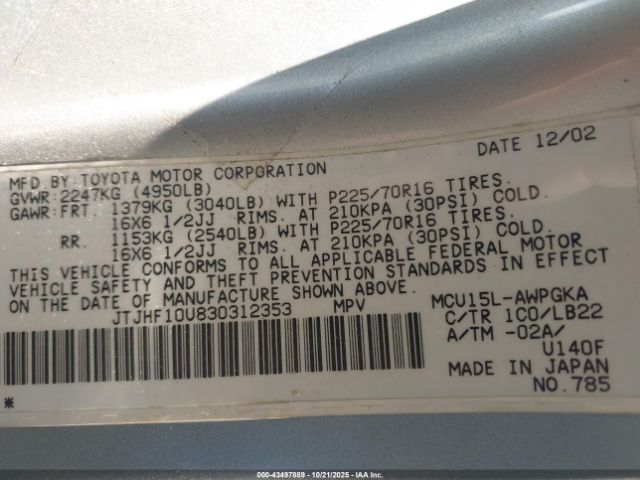 DATE 12/02
MFD BY: TOYOTA MOTOR CORPORATION
GVWR: 2247KG (4950LB)
GAWR: FRT. 1379KG (3040LB) WITH P225/70R16 TIRES.
16X6 1/2JJ RIMS. AT 210KPA (30PSI) COLD.
RR. 1153KG (2540LB) WITH P225/70R16 TIRES.
16X6 1/2JJ RIMS. AT 210KPA (30PSI) COLD.
THIS VEHICLE CONFORMS TO ALL APPLICABLE FEDERAL MOTOR
VEHICLE SAFETY AND THEFT PREVENTION STANDARDS IN EFFECT
ON THE DATE OF MANUFACTURE SHOWN ABOVE.
JTJHF10U830312353 MPV MCU15L-AWPGKA
C/TR 1C0/LB22
A/TM -02A/
U140F
MADE IN JAPAN
NO.785
*
000-43497889 - 10/21/2025 - IAA Corp.